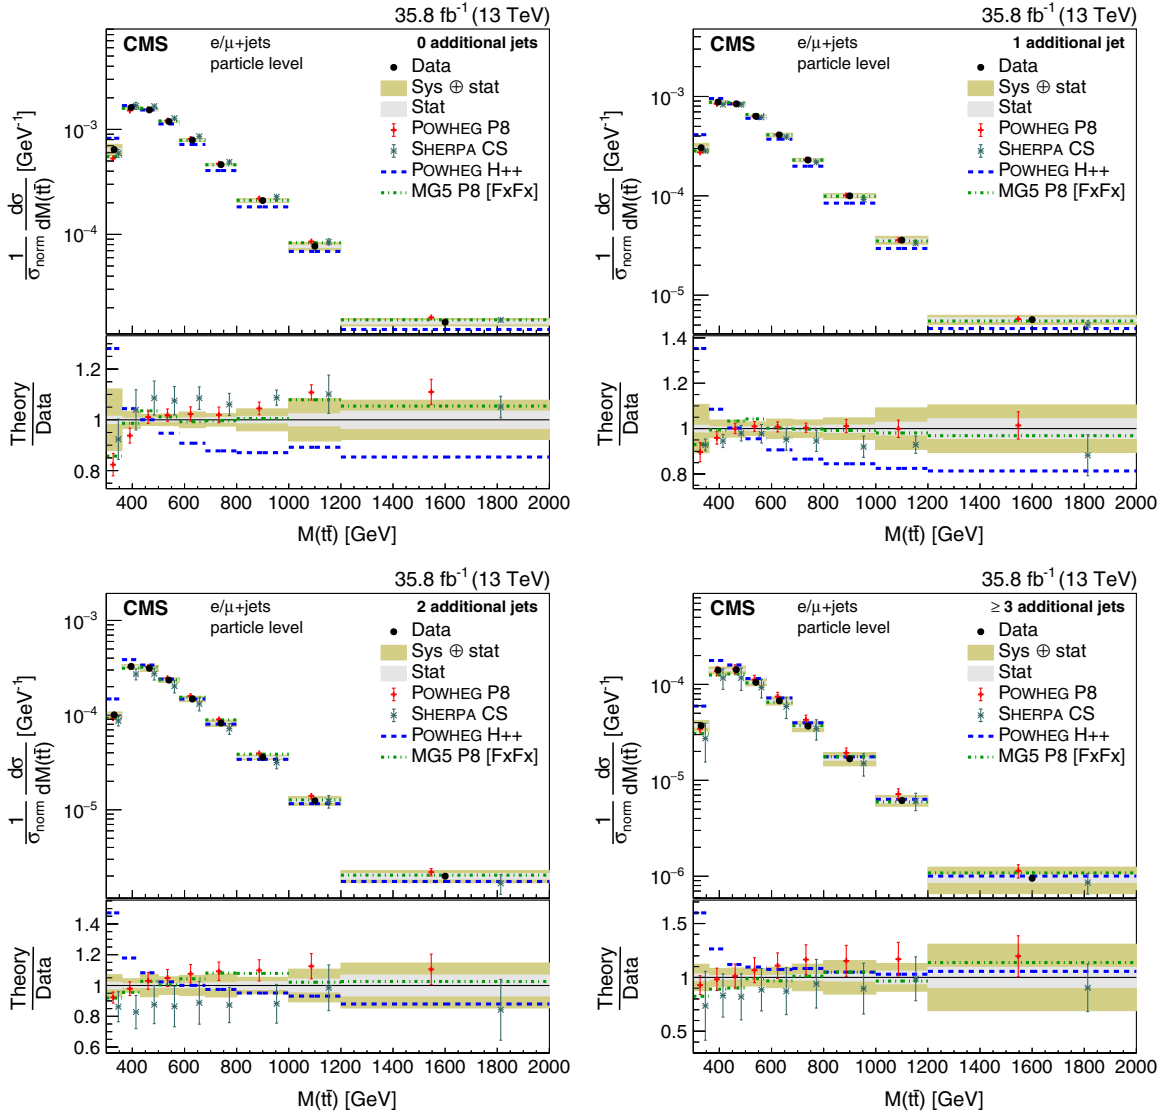 35.8 fb⁻¹ (13 TeV)
CMS
e/μ+jets
particle level
0 additional jets
Data
Sys ⊕ stat
Stat
POWHEG P8
SHERPA CS
POWHEG H++
MG5 P8 [FxFx]
1/σnorm dσ/dM(tt̄) [GeV⁻¹]
10⁻³
10⁻⁴
Theory/Data
1.2
1
0.8
400 600 800 1000 1200 1400 1600 1800 2000
M(tt̄) [GeV]
35.8 fb⁻¹ (13 TeV)
CMS
e/μ+jets
particle level
1 additional jet
Data
Sys ⊕ stat
Stat
POWHEG P8
SHERPA CS
POWHEG H++
MG5 P8 [FxFx]
1/σnorm dσ/dM(tt̄) [GeV⁻¹]
10⁻³
10⁻⁴
10⁻⁵
Theory/Data
1.4
1.2
1
0.8
400 600 800 1000 1200 1400 1600 1800 2000
M(tt̄) [GeV]
35.8 fb⁻¹ (13 TeV)
CMS
e/μ+jets
particle level
2 additional jets
Data
Sys ⊕ stat
Stat
POWHEG P8
SHERPA CS
POWHEG H++
MG5 P8 [FxFx]
1/σnorm dσ/dM(tt̄) [GeV⁻¹]
10⁻³
10⁻⁴
10⁻⁵
Theory/Data
1.4
1.2
1
0.8
0.6
400 600 800 1000 1200 1400 1600 1800 2000
M(tt̄) [GeV]
35.8 fb⁻¹ (13 TeV)
CMS
e/μ+jets
particle level
≥ 3 additional jets
Data
Sys ⊕ stat
Stat
POWHEG P8
SHERPA CS
POWHEG H++
MG5 P8 [FxFx]
1/σnorm dσ/dM(tt̄) [GeV⁻¹]
10⁻⁴
10⁻⁵
10⁻⁶
Theory/Data
1.5
1
0.5
400 600 800 1000 1200 1400 1600 1800 2000
M(tt̄) [GeV]